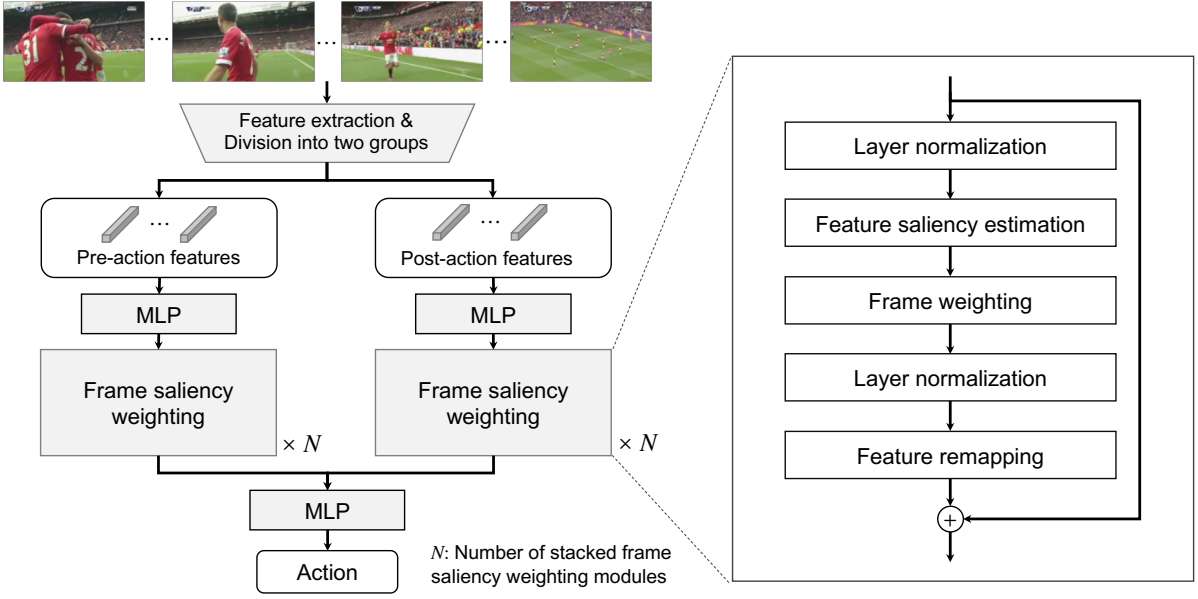 31
2
Feature extraction &
Division into two groups
Pre-action features
Post-action features
MLP
MLP
Frame saliency
weighting
× N
Frame saliency
weighting
× N
MLP
Action
N: Number of stacked frame
saliency weighting modules
Layer normalization
Feature saliency estimation
Frame weighting
Layer normalization
Feature remapping
+